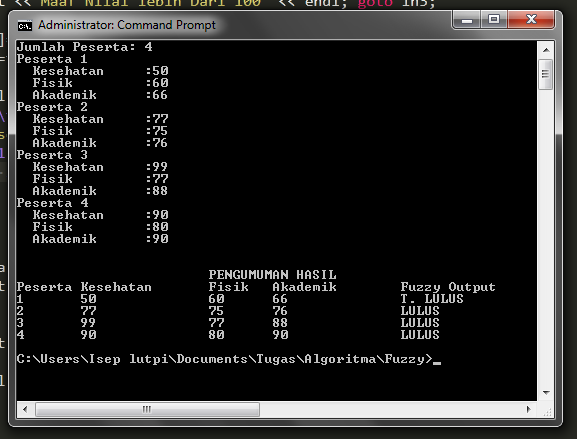 t << "Maaf Nilai lebih Dari 100" << endl; goto in3;
Administrator: Command Prompt
Jumlah Peserta: 4
Peserta 1
Kesehatan :50
Fisik :60
Akademik :66
Peserta 2
Kesehatan :77
Fisik :75
Akademik :76
Peserta 3
Kesehatan :99
Fisik :77
Akademik :88
Peserta 4
Kesehatan :90
Fisik :80
Akademik :90
PENGUMUMAN HASIL
Peserta Kesehatan Fisik Akademik Fuzzy Output
1 50 60 66 T. LULUS
2 77 75 76 LULUS
3 99 77 88 LULUS
4 90 80 90 LULUS
C:\Users\Isep lutpi\Documents\Tugas\Algoritma\Fuzzy>_